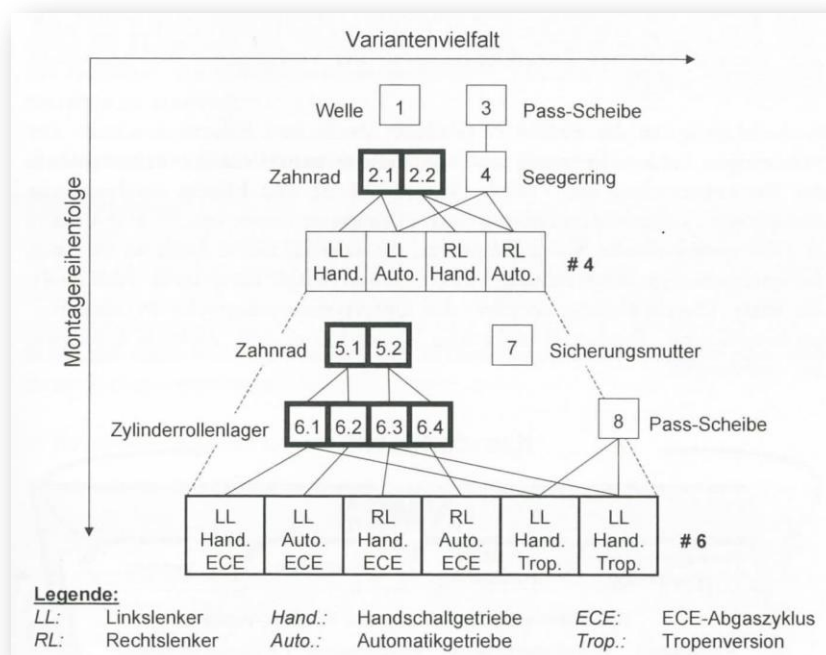 Variantenvielfalt
Montagereihenfolge
Welle 1 3 Pass-Scheibe
Zahnrad 2.1 2.2 4 Seegerring
LL LL RL RL
Hand. Auto. Hand. Auto.
# 4
Zahnrad 5.1 5.2 7 Sicherungsmutter
Zylinderrollenlager 6.1 6.2 6.3 6.4 8 Pass-Scheibe
LL LL RL RL LL LL
Hand. Auto. Hand. Auto. Hand. Hand.
ECE ECE ECE ECE Trop. Trop.
# 6
Legende:
LL: Linkslenker Hand.: Handschaltgetriebe ECE: ECE-Abgaszyklus
RL: Rechtslenker Auto.: Automatikgetriebe Trop.: Tropenversion